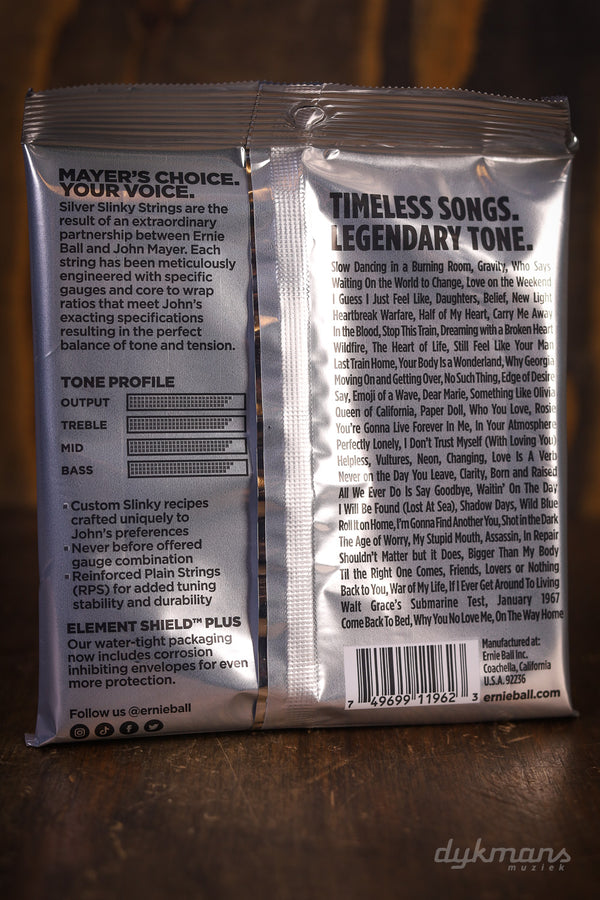 MAYER'S CHOICE.
YOUR VOICE.
Silver Slinky Strings are the
result of an extraordinary
partnership between Ernie
Ball and John Mayer. Each
string has been meticulously
engineered with specific
gauges and core to wrap
ratios that meet John's
exacting specifications
resulting in the perfect
balance of tone and tension.
TONE PROFILE
OUTPUT
TREBLE
MID
BASS
Custom Slinky recipes
crafted uniquely to
John's preferences
Never before offered
gauge combination
Reinforced Plain Strings
(RPS) for added tuning
stability and durability
ELEMENT SHIELD™ PLUS
Our water-tight packaging
now includes corrosion
inhibiting envelopes for even
more protection.
Follow us @ernieball
TIMELESS SONGS.
LEGENDARY TONE.
Slow Dancing in a Burning Room, Gravity, Who Says
Waiting On the World to Change, Love on the Weekend
I Guess I Just Feel Like, Daughters, Belief, New Light
Heartbreak Warfare, Half of My Heart, Carry Me Away
In the Blood, Stop This Train, Dreaming with a Broken Heart
Wildfire, The Heart of Life, Still Feel Like Your Man
Last Train Home, Your Body Is a Wonderland, Why Georgia
Moving On and Getting Over, No Such Thing, Edge of Desire
Say, Emoji of a Wave, Dear Marie, Something Like Olivia
Queen of California, Paper Doll, Who You Love, Rosie
You're Gonna Live Forever In Me, In Your Atmosphere
Perfectly Lonely, I Don't Trust Myself (With Loving You)
Helpless, Vultures, Neon, Changing, Love Is A Verb
Never on the Day You Leave, Clarity, Born and Raised
All We Ever Do Is Say Goodbye, Waitin' On The Day
I Will Be Found (Lost At Sea), Shadow Days, Wild Blue
Roll it on Home, I'm Gonna Find Another You, Shot in the Dark
The Age of Worry, My Stupid Mouth, Assassin, In Repair
Shouldn't Matter but it Does, Bigger Than My Body
Til the Right One Comes, Friends, Lovers or Nothing
Back to You, War of My Life, If I Ever Get Around To Living
Walt Grace's Submarine Test, January 1967
Come Back To Bed, Why You No Love Me, On The Way Home
7 49699 11962 3
Manufactured at:
Ernie Ball Inc.
Coachella, California
U.S.A. 92236
ernieball.com
dykmans
muziek